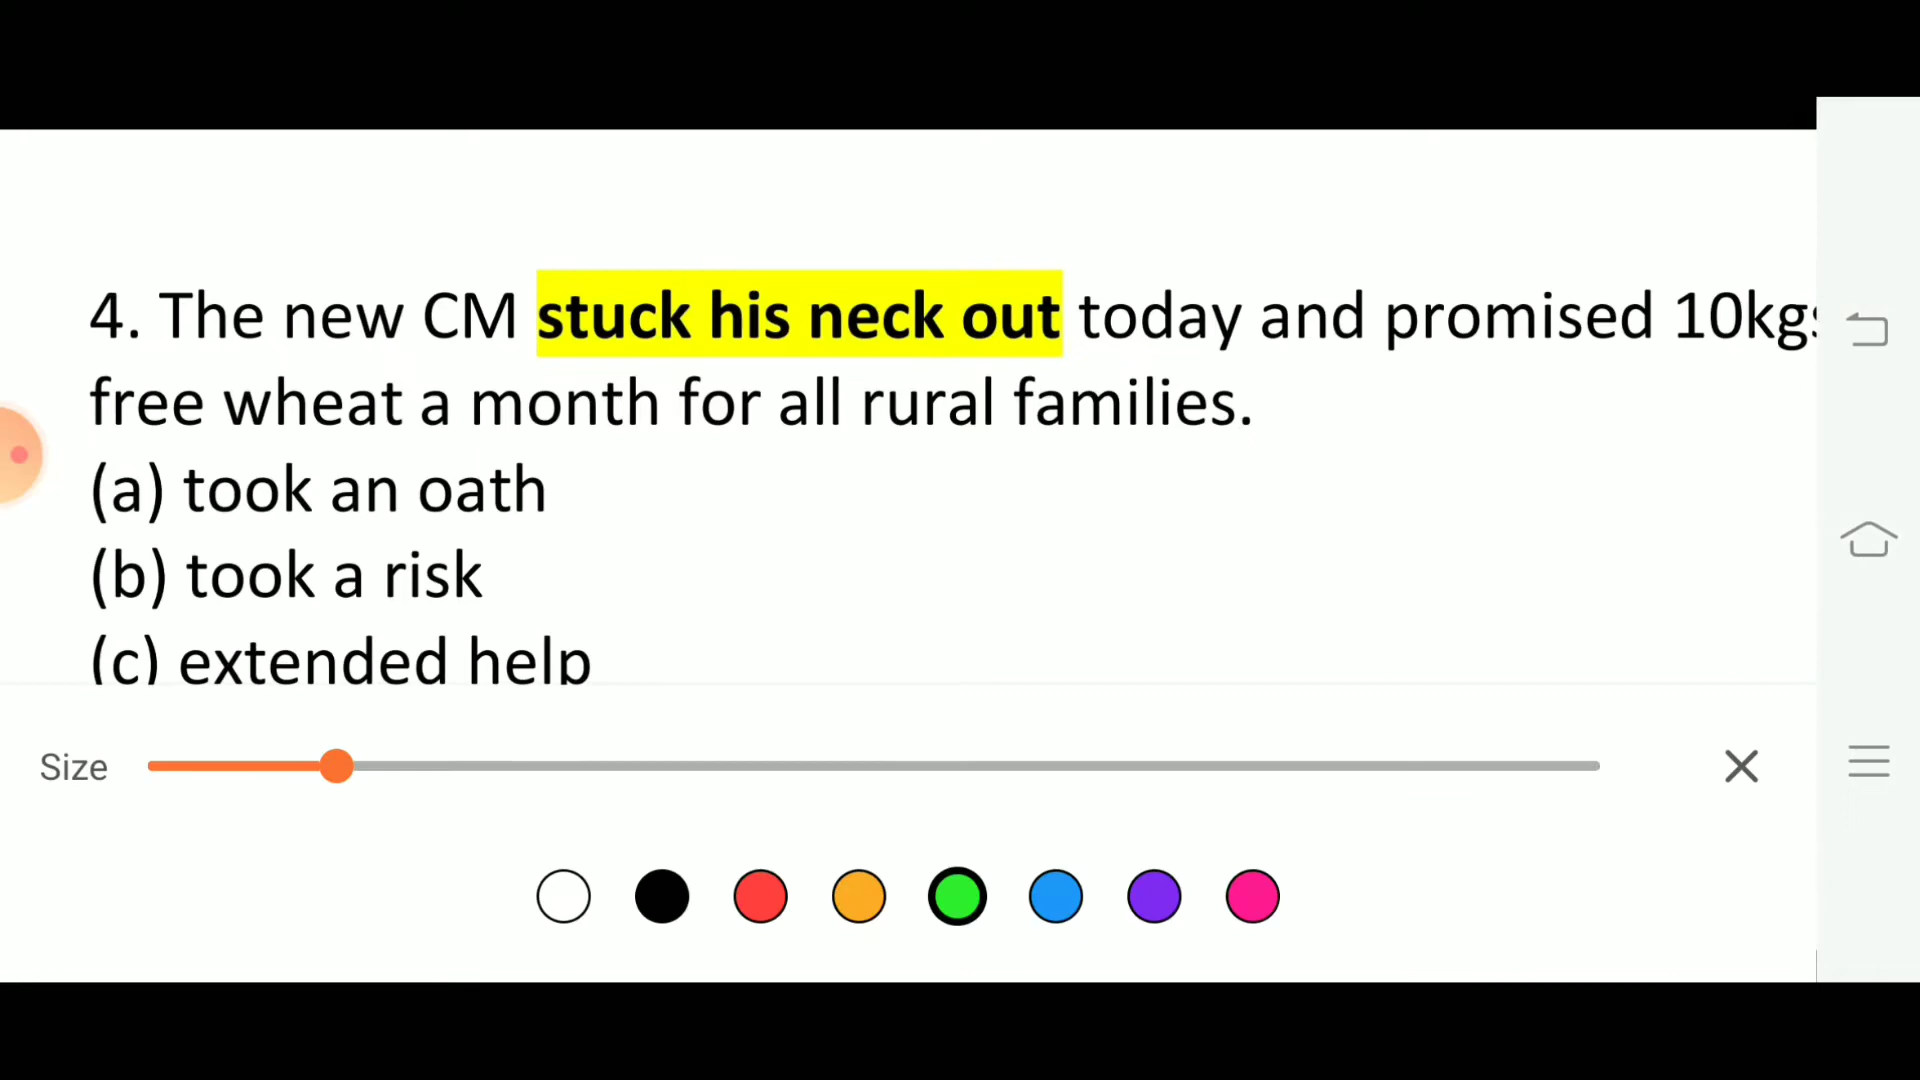 4. The new CM stuck his neck out today and promised 10kgs
free wheat a month for all rural families.
(a) took an oath
(b) took a risk
(c) extended help
Size